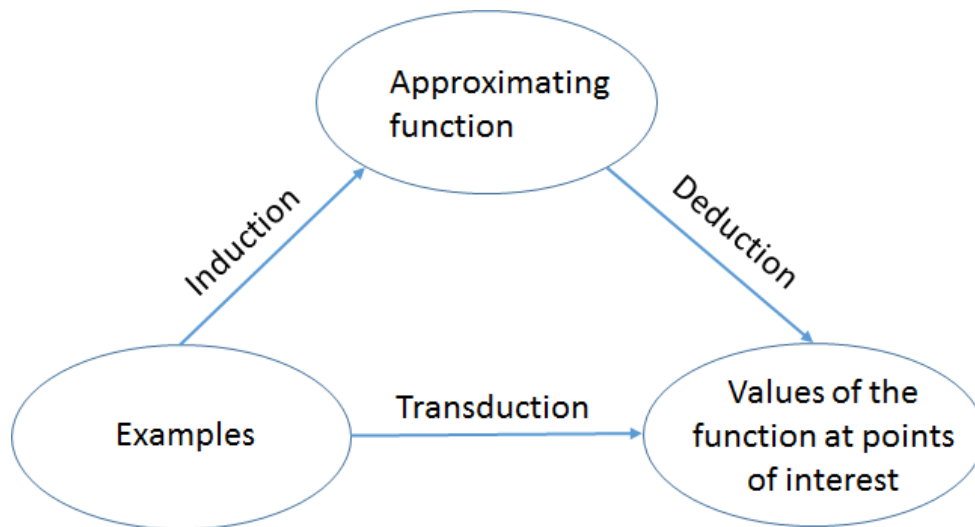 Approximating
function
Induction
Deduction
Examples
Transduction
Values of the
function at points
of interest